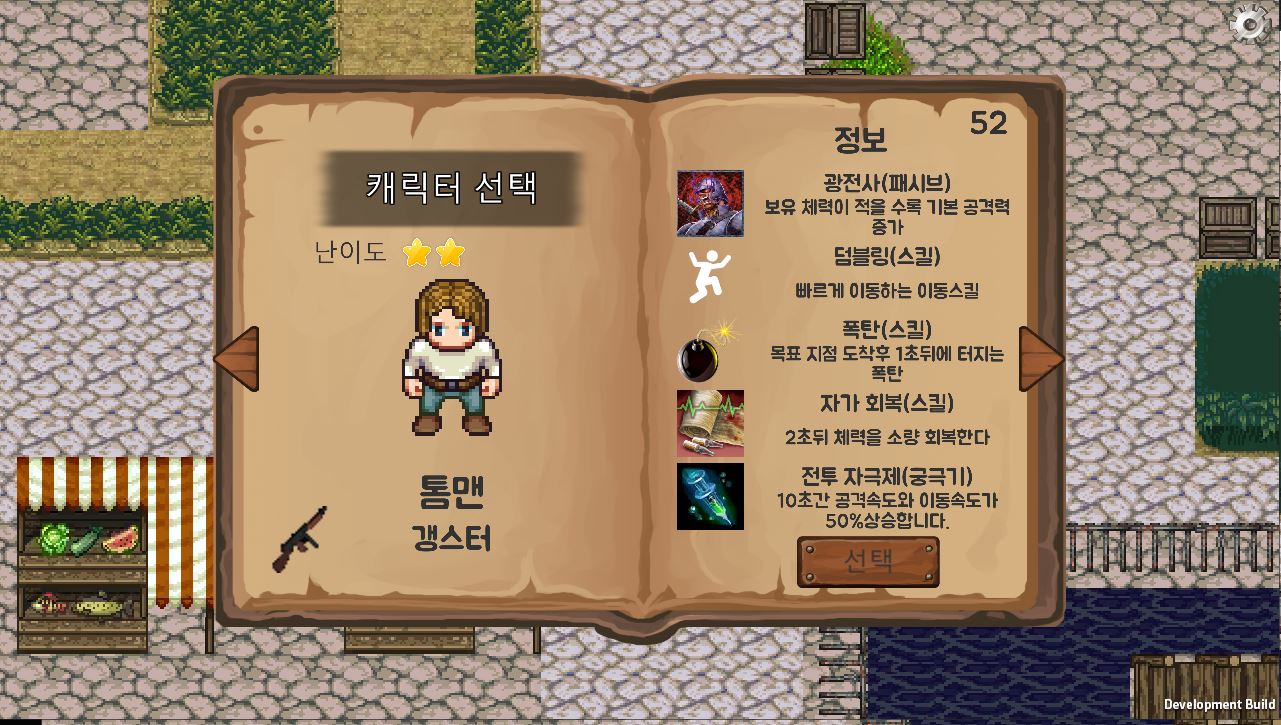 캐릭터 선택
난이도
톰맨
갱스터
52
정보
광전사(패시브)
보유 체력이 적을 수록 기본 공격력
증가
덤블링(스킬)
빠르게 이동하는 이동스킬
폭탄(스킬)
목표 지점 도착후 1초뒤에 터지는
폭탄
자가 회복(스킬)
2초뒤 체력을 소량 회복한다
전투 자극제(궁극기)
10초간 공격속도와 이동속도가
50%상승합니다.
선택
Development Build